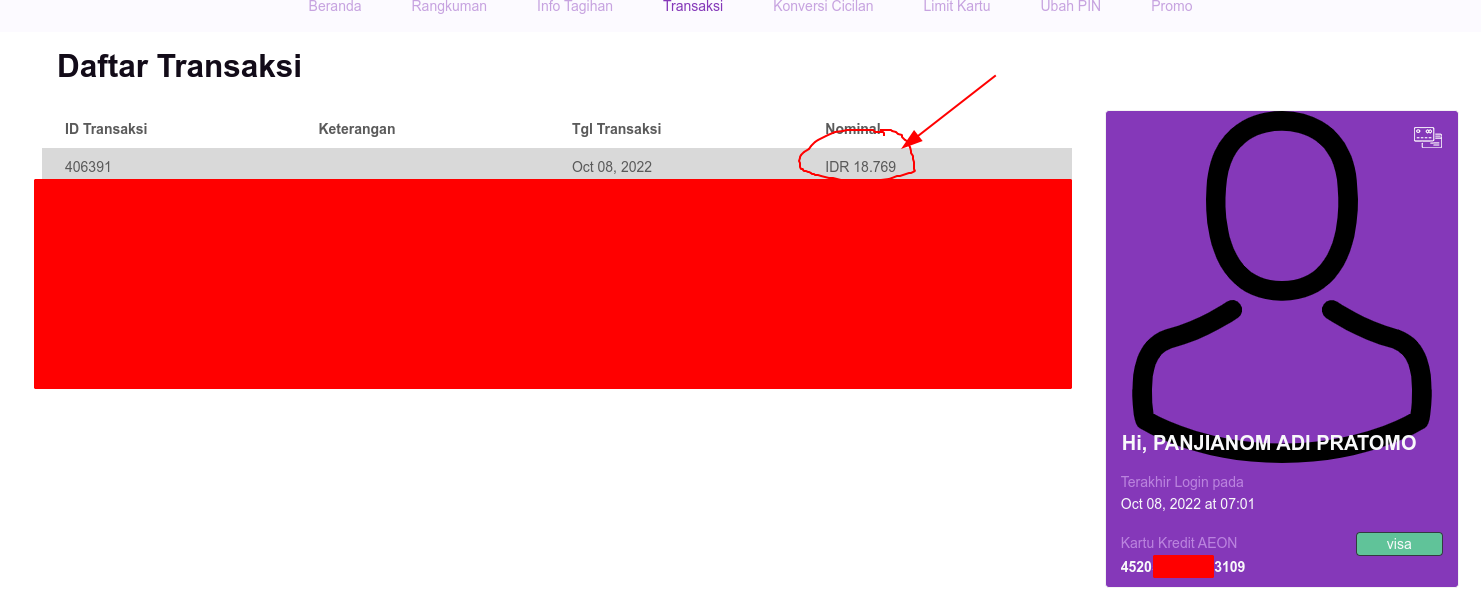 Beranda Rangkuman Info Tagihan Transaksi Konversi Cicilan Limit Kartu Ubah PIN Promo
Daftar Transaksi
ID Transaksi Keterangan Tgl Transaksi Nominal
406391 Oct 08, 2022 IDR 18.769
Hi, PANJIANOM ADI PRATOMO
Terakhir Login pada
Oct 08, 2022 at 07:01
Kartu Kredit AEON
visa
4520 3109